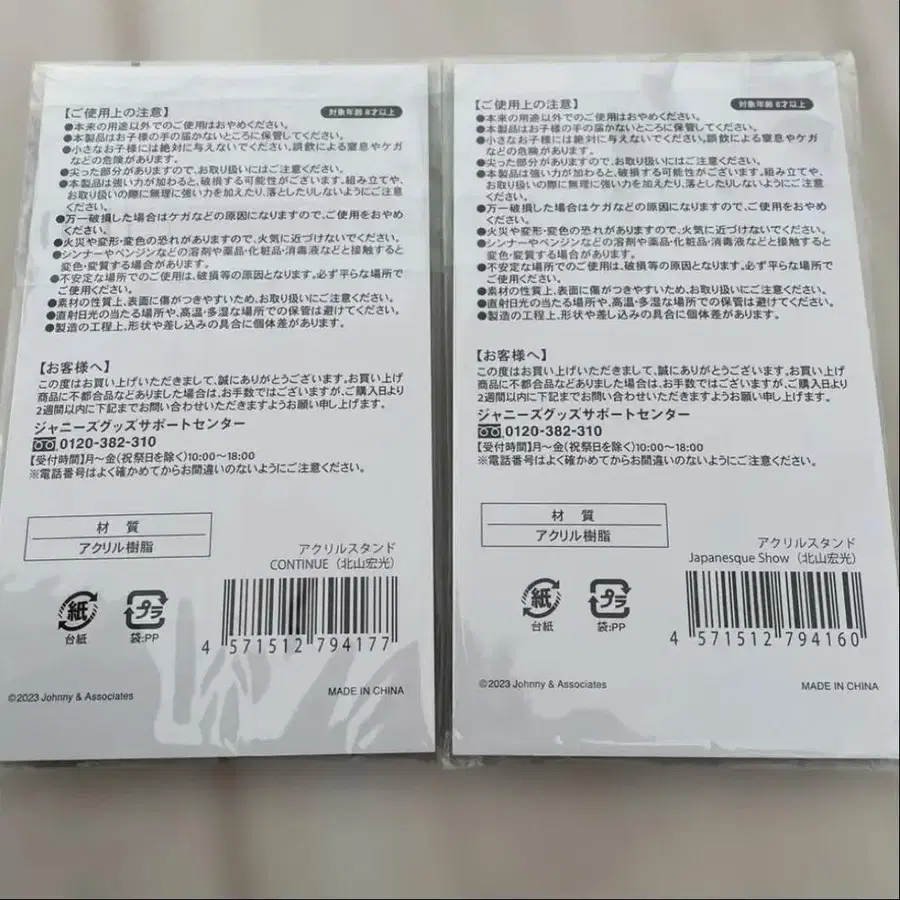 【ご使用上の注意】
対象年齢 8才以上
●本来の用途以外でのご使用はおやめください。
●本製品はお子様の手の届かないところに保管してください。
●小さなお子様には絶対に与えないでください。誤飲による窒息やケガ
などの危険があります。
●尖った部分がありますので、お取り扱いにはご注意ください。
●本製品は強い力が加わると、破損する可能性がございます。組み立てや、
お取り扱いの際に無理に強い力を加えたり、落としたりしないようにご注意
ください。
●万一破損した場合はケガなどの原因になりますので、ご使用をおやめ
ください。
●火災や変形・変色の恐れがありますので、火気に近づけないでください。
●シンナーやベンジンなどの溶剤や薬品・化粧品・消毒液などと接触すると
変色・変質する場合があります。
●不安定な場所でのご使用は、破損等の原因となります。必ず平らな場所で
ご使用ください。
●素材の性質上、表面に傷がつきやすいため、お取り扱いにご注意ください。
●直射日光の当たる場所や、高温・多湿な場所での保管は避けてください。
●製造の工程上、形状や差し込みの具合に個体差があります。
【お客様へ】
この度はお買い上げいただきまして、誠にありがとうございます。お買い上げ
商品に不都合品などありました場合は、お手数ではございますが、ご購入日より
2週間以内に下記までお問い合わせいただきますようお願い申し上げます。
ジャニーズグッズサポートセンター
0120-382-310
【受付時間】月～金(祝祭日を除く)10:00～18:00
※電話番号はよく確かめてからお間違いのないようにご注意ください。
材 質
アクリル樹脂
アクリルスタンド
CONTINUE(北山宏光)
紙
台紙
プラ
袋:PP
4 571512 794177
©2023 Johnny & Associates
MADE IN CHINA
【ご使用上の注意】
対象年齢 8才以上
●本来の用途以外でのご使用はおやめください。
●本製品はお子様の手の届かないところに保管してください。
●小さなお子様には絶対に与えないでください。誤飲による窒息やケガ
などの危険があります。
●尖った部分がありますので、お取り扱いにはご注意ください。
●本製品は強い力が加わると、破損する可能性がございます。組み立てや、
お取り扱いの際に無理に強い力を加えたり、落としたりしないようにご注意
ください。
●万一破損した場合はケガなどの原因になりますので、ご使用をおやめ
ください。
●火災や変形・変色の恐れがありますので、火気に近づけないでください。
●シンナーやベンジンなどの溶剤や薬品・化粧品・消毒液などと接触すると
変色・変質する場合があります。
●不安定な場所でのご使用は、破損等の原因となります。必ず平らな場所で
ご使用ください。
●素材の性質上、表面に傷がつきやすいため、お取り扱いにご注意ください。
●直射日光の当たる場所や、高温・多湿な場所での保管は避けてください。
●製造の工程上、形状や差し込みの具合に個体差があります。
【お客様へ】
この度はお買い上げいただきまして、誠にありがとうございます。お買い上げ
商品に不都合品などありました場合は、お手数ではございますが、ご購入日より
2週間以内に下記までお問い合わせいただきますようお願い申し上げます。
ジャニーズグッズサポートセンター
0120-382-310
【受付時間】月～金(祝祭日を除く)10:00～18:00
※電話番号はよく確かめてからお間違いのないようにご注意ください。
材 質
アクリル樹脂
アクリルスタンド
Japanesque Show(北山宏光)
紙
台紙
プラ
袋:PP
4 571512 794160
©2023 Johnny & Associates
MADE IN CHINA